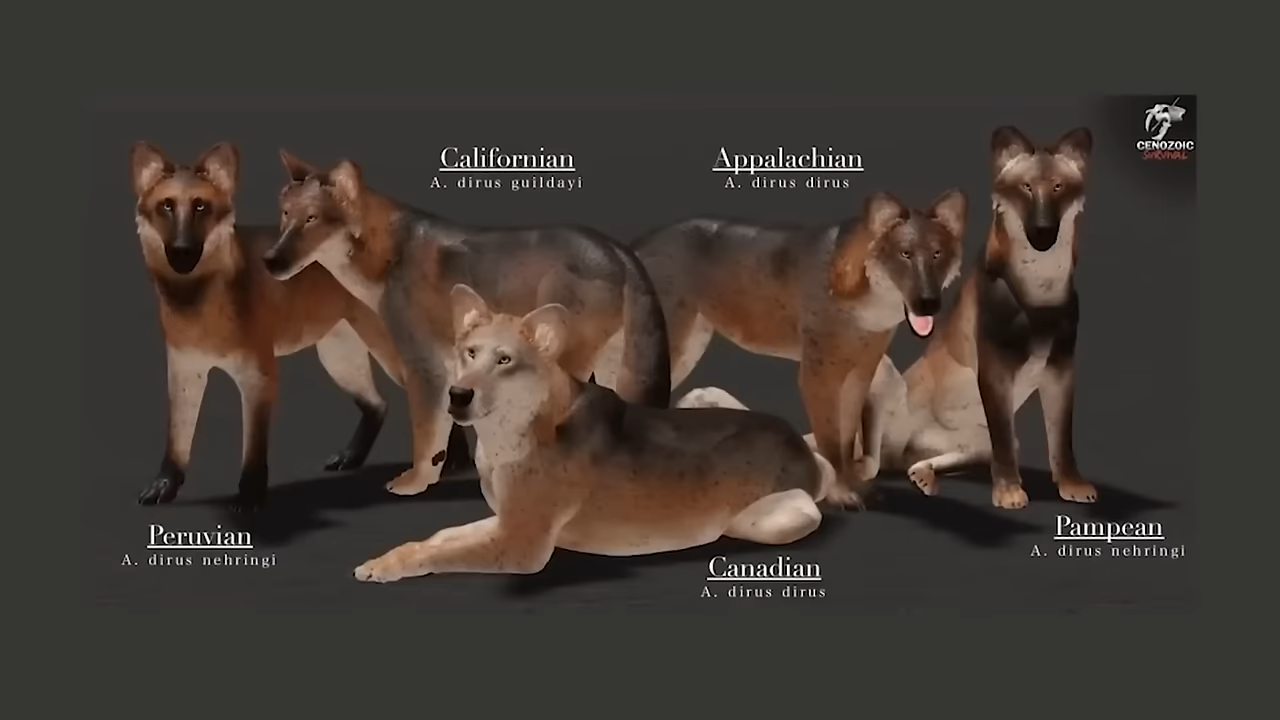 Californian
A. dirus guildayi
Appalachian
A. dirus dirus
CENOZOIC
SURVIVAL
Peruvian
A. dirus nehringi
Pampean
A. dirus nehringi
Canadian
A. dirus dirus